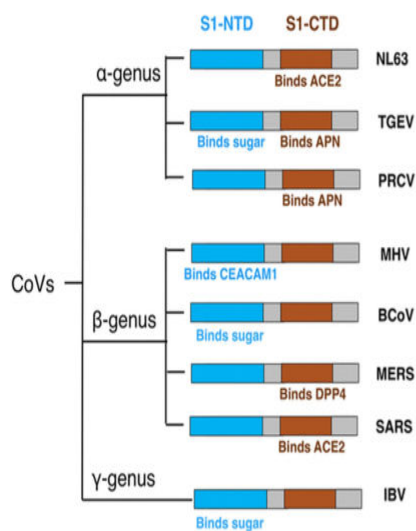 S1-NTD S1-CTD
NL63
Binds ACE2
α-genus
TGEV
Binds sugar Binds APN
PRCV
Binds APN
MHV
Binds CEACAM1
CoVs
β-genus
BCoV
Binds sugar
MERS
Binds DPP4
SARS
Binds ACE2
γ-genus
IBV
Binds sugar